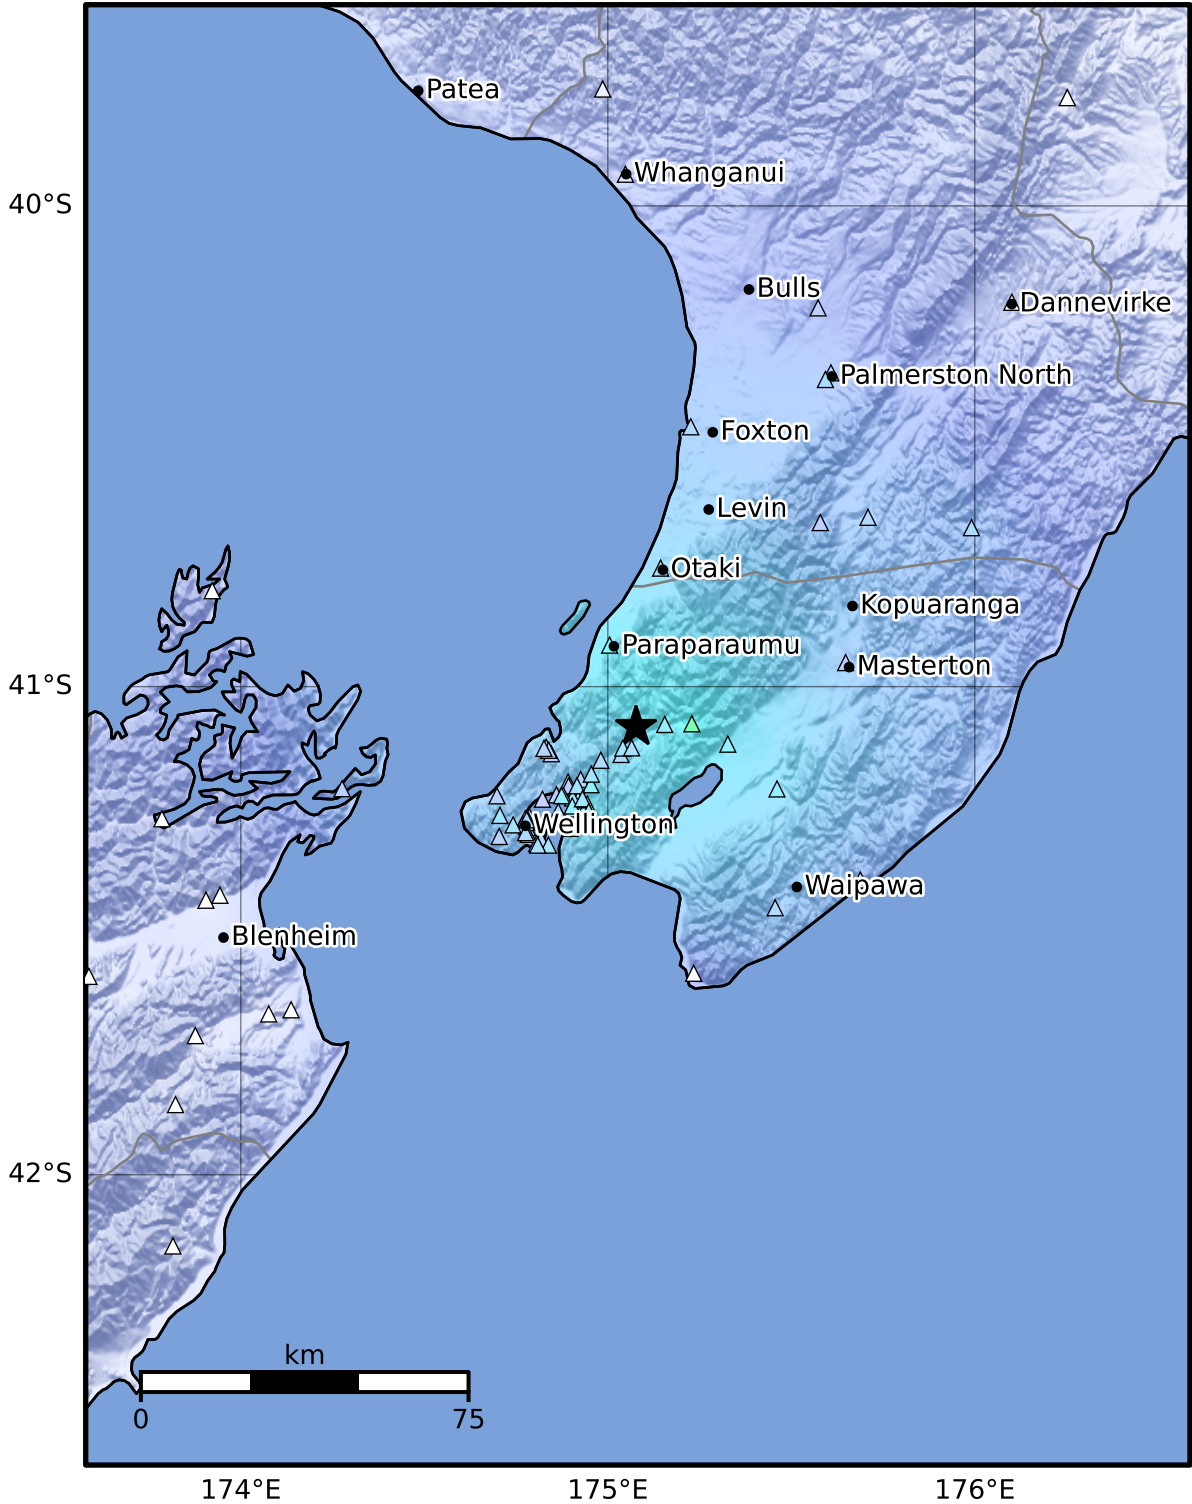 Patea
Whanganui
40°S
Bulls
Dannevirke
Palmerston North
Foxton
Levin
Otaki
Kopuaranga
Paraparaumu
Masterton
41°S
Wellington
Waipawa
Blenheim
42°S
km
0 75
174°E 175°E 176°E